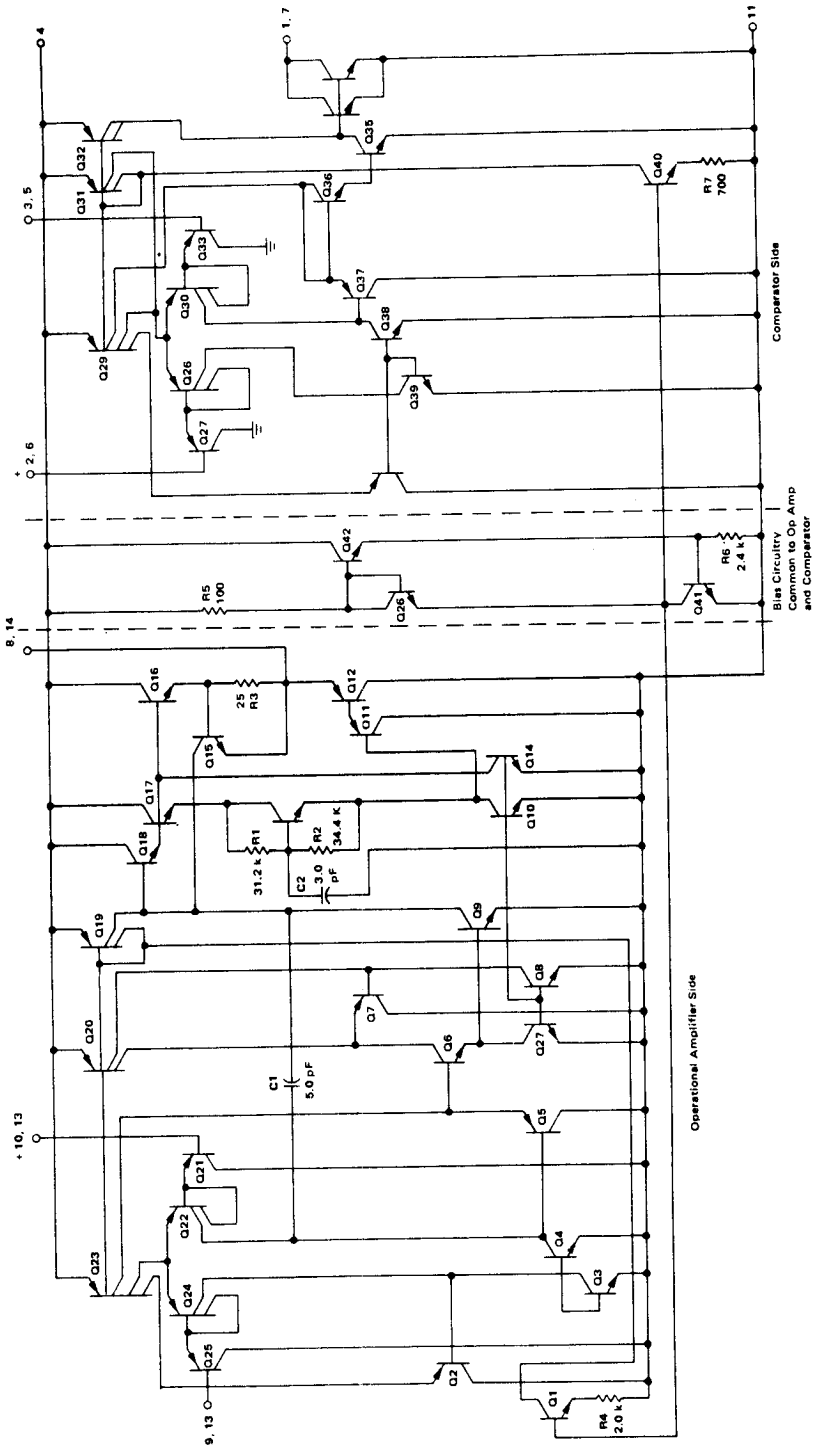 4
1, 7
11
3, 5
+
2, 6
Q32
Q31
Q29
Q33
Q30
Q26
Q27
Q35
Q36
Q37
Q38
Q39
Q40
R7
700
Comparator Side
R5
100
Q42
Q26
Q41
R6
2.4 k
Bias Circuitry
Common to Op Amp
and Comparator
8, 14
Q16
25
R3
Q15
Q12
Q11
Q17
Q18
R1
31.2 k
R2
34.4 K
C2
3.0
pF
Q14
Q10
Q19
Q20
Q9
Q8
Q7
Q27
Q6
C1
5.0 pF
Q5
+ 10, 13
Q21
Q22
Q23
Q24
Q25
Q4
Q3
Q2
Q1
R4
2.0 k
9, 13
Operational Amplifier Side